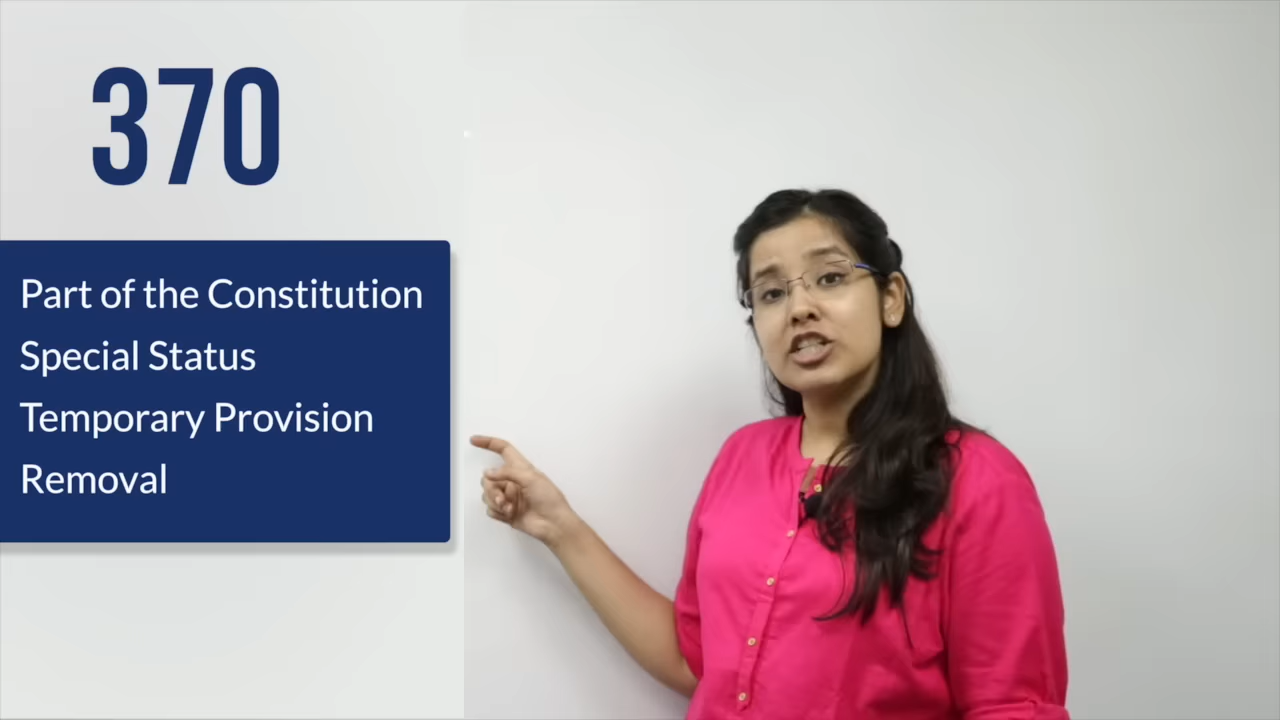 370
Part of the Constitution
Special Status
Temporary Provision
Removal